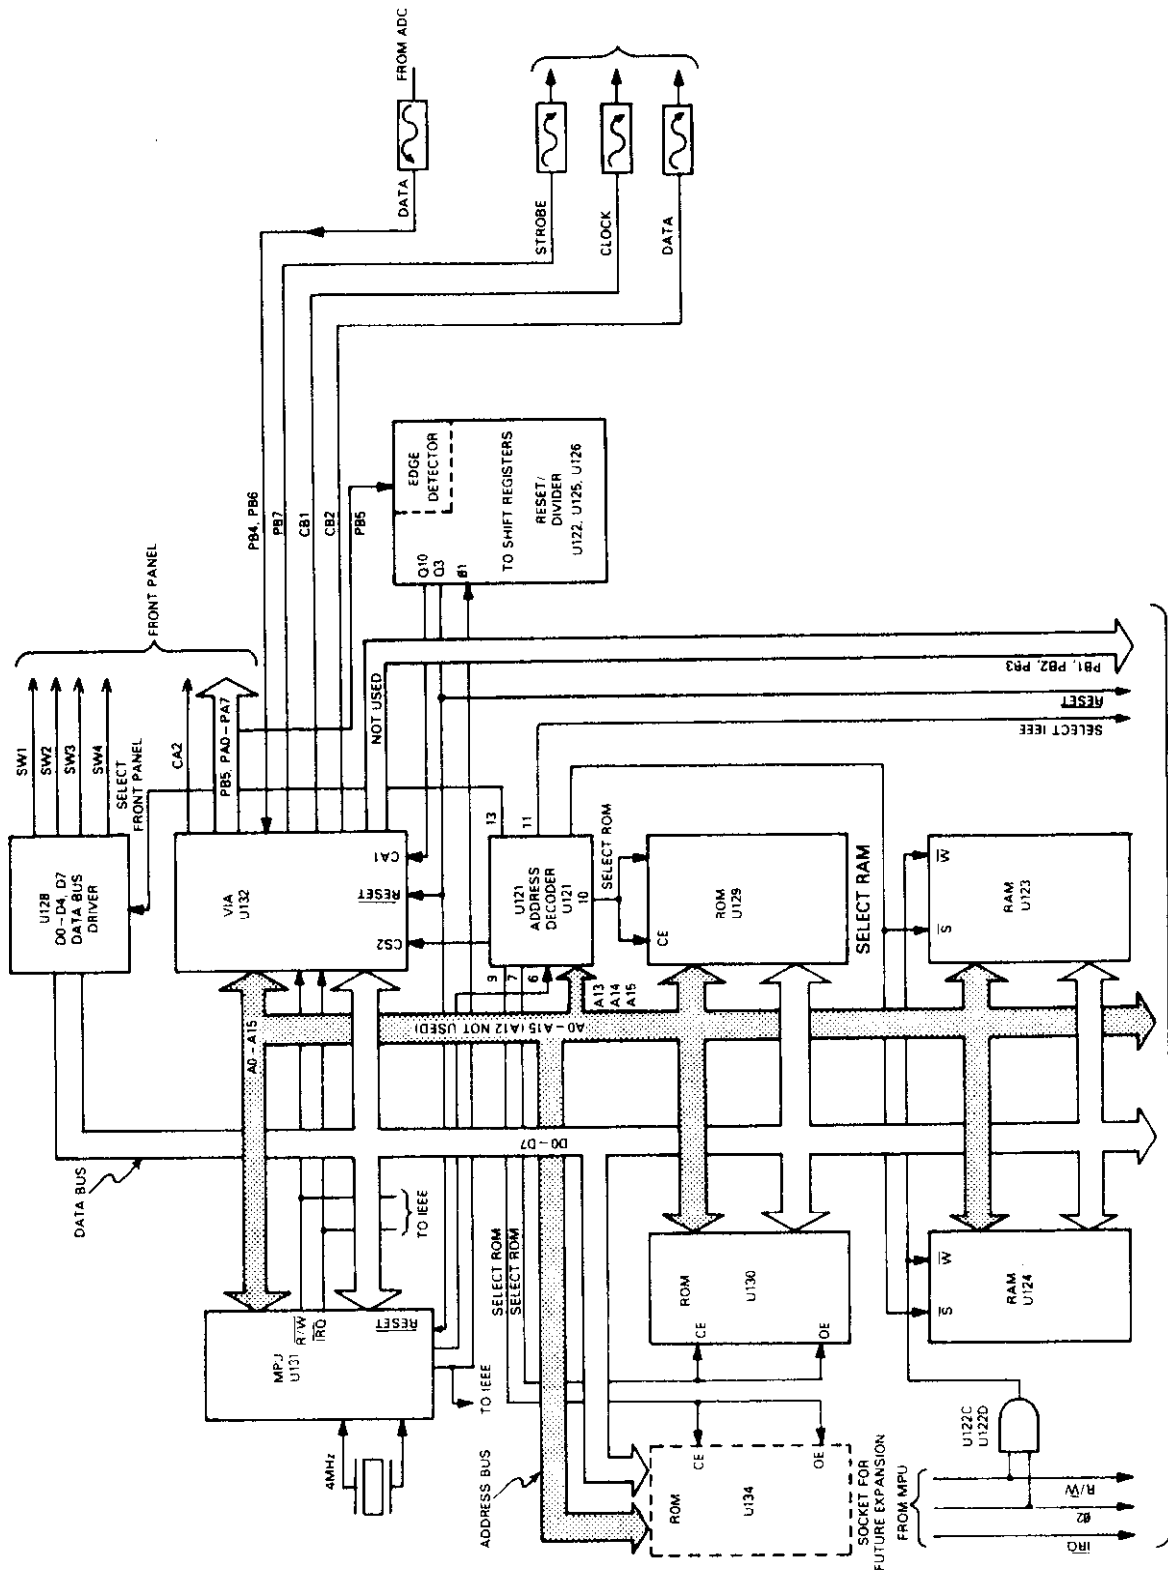 FROM ADC
DATA
STROBE
CLOCK
DATA
FRONT PANEL
SW1
SW2
SW3
SW4
SELECT
FRONT PANEL
CA2
PB5, PA0-PA7
NOT USED
PB4, PB6
PB7
CB1
CB2
PB5
EDGE
DETECTOR
TO SHIFT REGISTERS
RESET/
DIVIDER
U122, U125, U126
Q10
Q3
Ø1
U128
D0-D4, D7
DATA BUS
DRIVER
VIA
U132
CA1
RESET
CS2
13
11
U121
ADDRESS
DECODER
U121
10
9
7
6
A13
A14
A15
SELECT ROM
ROM
U129
CE
SELECT RAM
RAM
U123
W
S
PB1, PB2, PB3
RESET
SELECT IEEE
A0-A15
A0-A15 (A12 NOT USED)
D0-D7
DATA BUS
TO IEEE
MPU
U131
R/W
IRQ
RESET
4MHz
TO IEEE
SELECT ROM
SELECT ROM
ADDRESS BUS
ROM
U130
CE
OE
ROM
U134
CE
OE
SOCKET FOR
FUTURE EXPANSION
RAM
U124
W
S
U122C
U122D
FROM MPU
R/W
Ø2
IRQ